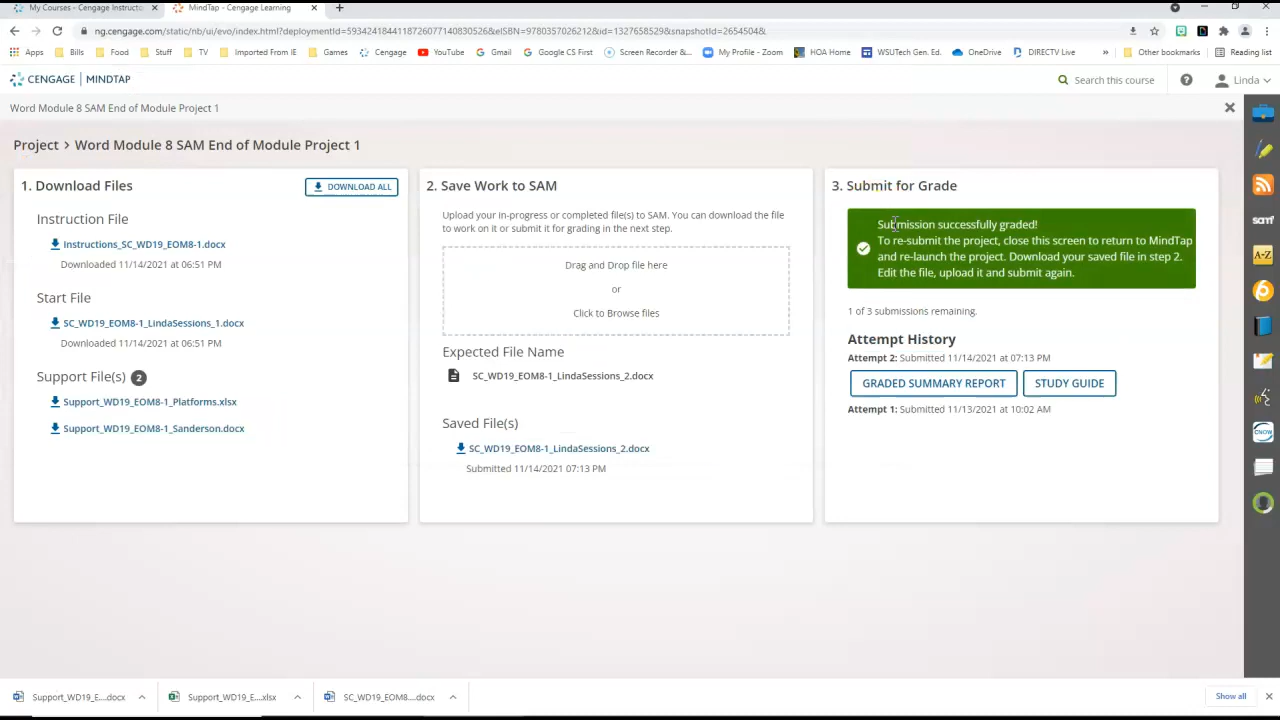 My Courses - Cengage Instructo
MindTap - Cengage Learning
ng.cengage.com/static/nb/ui/evo/index.html?deploymentId=59342418441187260771408305268&eISBN=9780357026212&id=1327658529&snapshotId=2654504&
Apps Bills Food Stuff TV Imported From IE Games Cengage YouTube Gmail Google CS First Screen Recorder &... My Profile - Zoom HOA Home WSUTech Gen. Ed. OneDrive DIRECTV Live » Other bookmarks Reading list
CENGAGE MINDTAP
Search this course
Linda
Word Module 8 SAM End of Module Project 1
Project > Word Module 8 SAM End of Module Project 1
1. Download Files
DOWNLOAD ALL
Instruction File
Instructions_SC_WD19_EOM8-1.docx
Downloaded 11/14/2021 at 06:51 PM
Start File
SC_WD19_EOM8-1_LindaSessions_1.docx
Downloaded 11/14/2021 at 06:51 PM
Support File(s) 2
Support_WD19_EOM8-1_Platforms.xlsx
Support_WD19_EOM8-1_Sanderson.docx
2. Save Work to SAM
Upload your in-progress or completed file(s) to SAM. You can download the file
to work on it or submit it for grading in the next step.
Drag and Drop file here
or
Click to Browse files
Expected File Name
SC_WD19_EOM8-1_LindaSessions_2.docx
Saved File(s)
SC_WD19_EOM8-1_LindaSessions_2.docx
Submitted 11/14/2021 07:13 PM
3. Submit for Grade
Submission successfully graded!
To re-submit the project, close this screen to return to MindTap
and re-launch the project. Download your saved file in step 2.
Edit the file, upload it and submit again.
1 of 3 submissions remaining.
Attempt History
Attempt 2: Submitted 11/14/2021 07:13 PM
GRADED SUMMARY REPORT
STUDY GUIDE
Attempt 1: Submitted 11/13/2021 at 10:02 AM
sam
A-Z
CNOW
Support_WD19_E....docx
Support_WD19_E....xlsx
SC_WD19_EOM8....docx
Show all